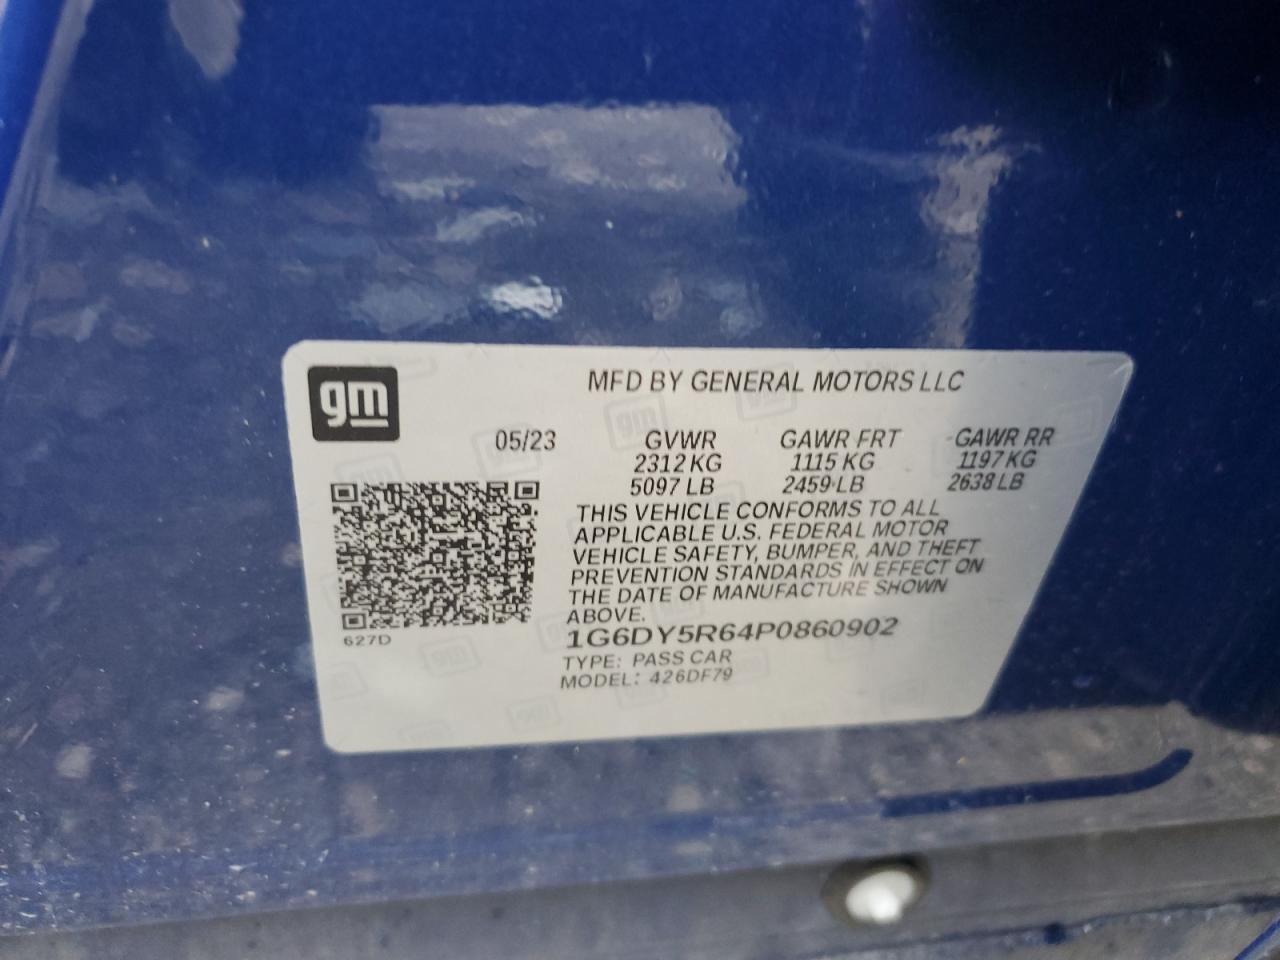 gm
MFD BY GENERAL MOTORS LLC
05/23 GVWR GAWR FRT GAWR RR
2312 KG 1115 KG 1197 KG
5097 LB 2459 LB 2638 LB
THIS VEHICLE CONFORMS TO ALL
APPLICABLE U.S. FEDERAL MOTOR
VEHICLE SAFETY, BUMPER, AND THEFT
PREVENTION STANDARDS IN EFFECT ON
THE DATE OF MANUFACTURE SHOWN
ABOVE.
1G6DY5R64P0860902
TYPE: PASS CAR
MODEL: 426DF79
627D